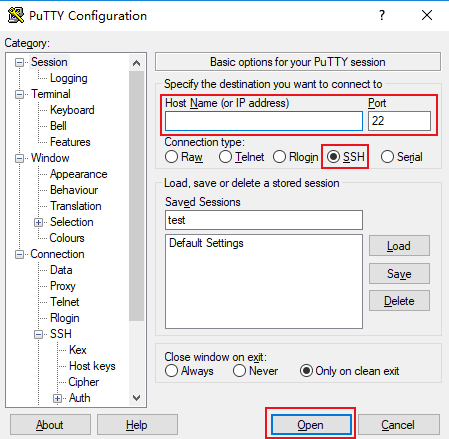 PuTTY Configuration
?
Category:
Session
Logging
Terminal
Keyboard
Bell
Features
Window
Appearance
Behaviour
Translation
Selection
Colours
Connection
Data
Proxy
Telnet
Rlogin
SSH
Kex
Host keys
Cipher
Auth
Basic options for your PuTTY session
Specify the destination you want to connect to
Host Name (or IP address) Port
22
Connection type:
Raw Telnet Rlogin SSH Serial
Load, save or delete a stored session
Saved Sessions
test
Default Settings
Load
Save
Delete
Close window on exit:
Always Never Only on clean exit
About Help Open Cancel